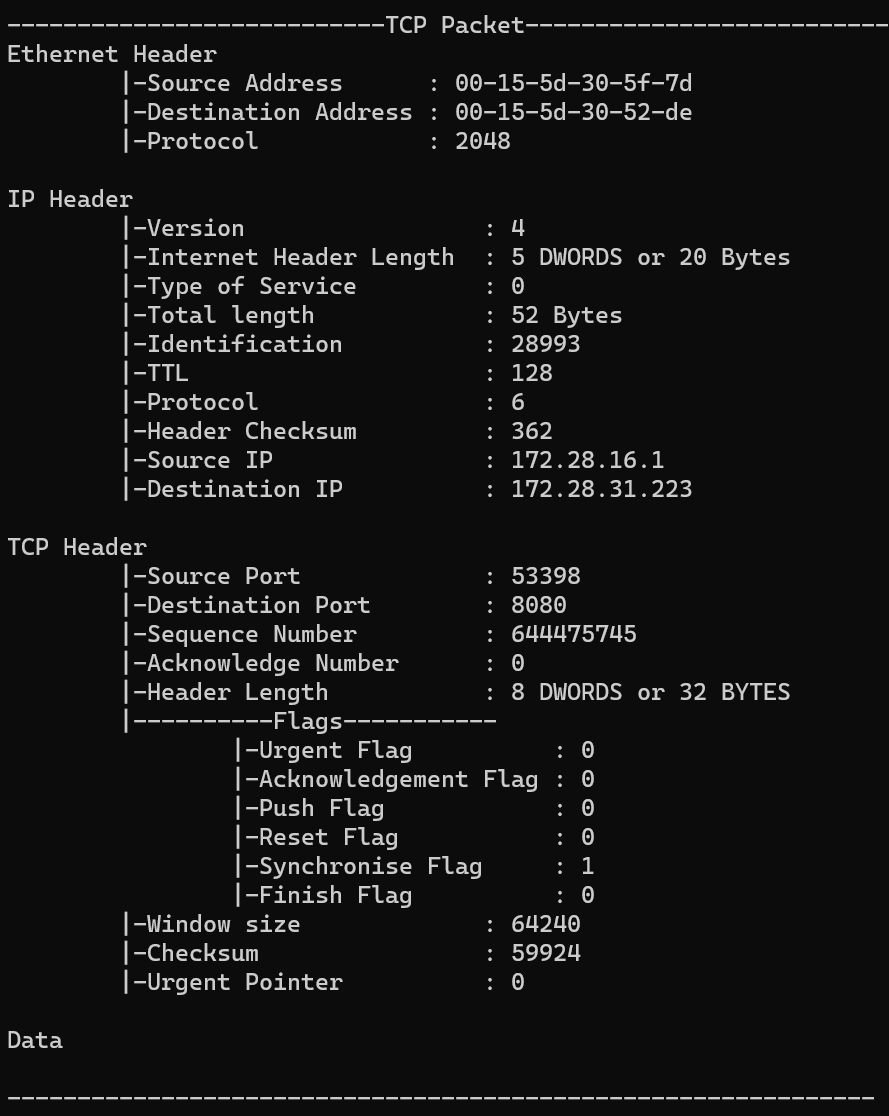 ---------------------------TCP Packet--------------------------
Ethernet Header
        |-Source Address      : 00-15-5d-30-5f-7d
        |-Destination Address : 00-15-5d-30-52-de
        |-Protocol            : 2048

IP Header
        |-Version                 : 4
        |-Internet Header Length  : 5 DWORDS or 20 Bytes
        |-Type of Service         : 0
        |-Total length            : 52 Bytes
        |-Identification          : 28993
        |-TTL                     : 128
        |-Protocol                : 6
        |-Header Checksum         : 362
        |-Source IP               : 172.28.16.1
        |-Destination IP          : 172.28.31.223

TCP Header
        |-Source Port             : 53398
        |-Destination Port        : 8080
        |-Sequence Number         : 644475745
        |-Acknowledge Number      : 0
        |-Header Length           : 8 DWORDS or 32 BYTES
        |----------Flags-----------
                |-Urgent Flag          : 0
                |-Acknowledgement Flag : 0
                |-Push Flag            : 0
                |-Reset Flag           : 0
                |-Synchronise Flag     : 1
                |-Finish Flag          : 0
        |-Window size             : 64240
        |-Checksum                : 59924
        |-Urgent Pointer          : 0

Data

--------------------------------------------------------------